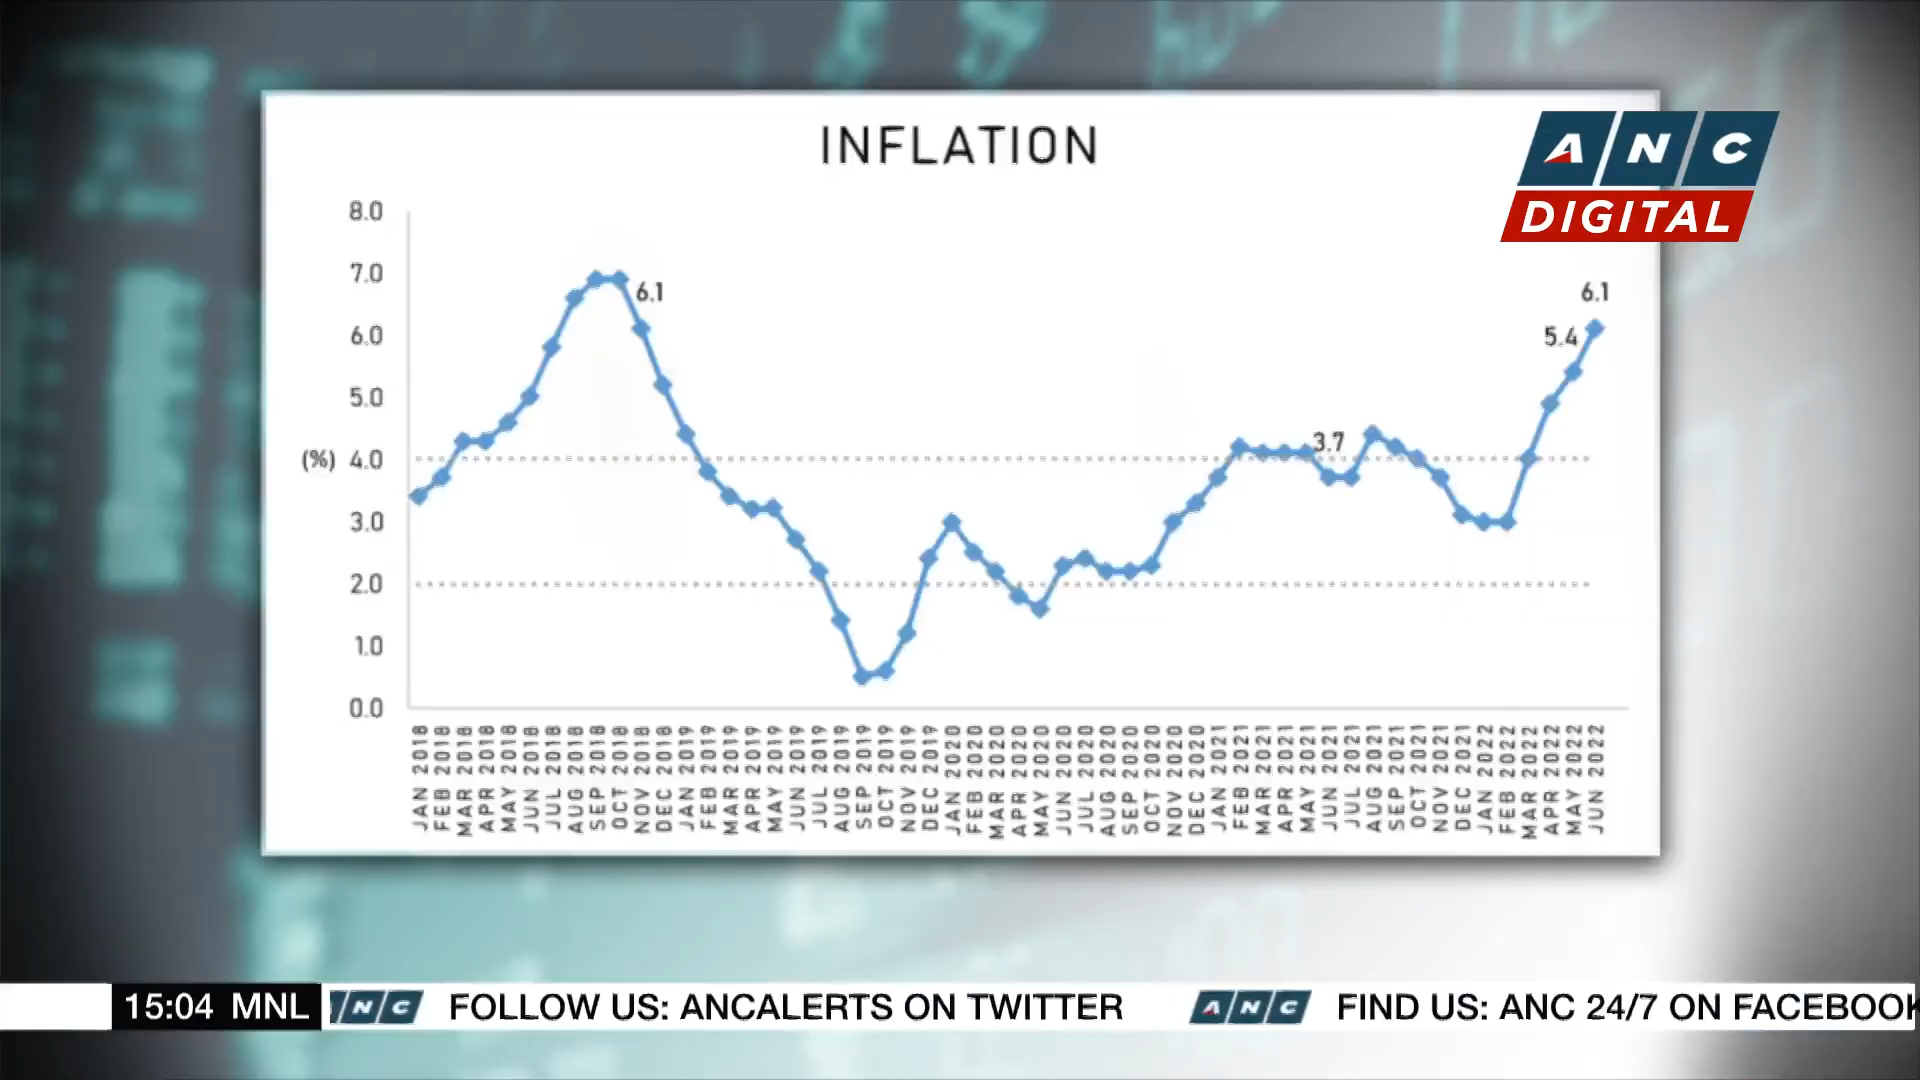 INFLATION
ANC
DIGITAL
8.0
7.0
6.0
5.0
(%) 4.0
3.0
2.0
1.0
0.0
6.1
3.7
5.4
6.1
JAN 2018
FEB 2018
MAR 2018
APR 2018
MAY 2018
JUN 2018
JUL 2018
AUG 2018
SEP 2018
OCT 2018
NOV 2018
DEC 2018
JAN 2019
FEB 2019
MAR 2019
APR 2019
MAY 2019
JUN 2019
JUL 2019
AUG 2019
SEP 2019
OCT 2019
NOV 2019
DEC 2019
JAN 2020
FEB 2020
MAR 2020
APR 2020
MAY 2020
JUN 2020
JUL 2020
AUG 2020
SEP 2020
OCT 2020
NOV 2020
DEC 2020
JAN 2021
FEB 2021
MAR 2021
APR 2021
MAY 2021
JUN 2021
JUL 2021
AUG 2021
SEP 2021
OCT 2021
NOV 2021
DEC 2021
JAN 2022
FEB 2022
MAR 2022
APR 2022
MAY 2022
JUN 2022
15:04 MNL ANC FOLLOW US: ANCALERTS ON TWITTER ANC FIND US: ANC 24/7 ON FACEBOOK